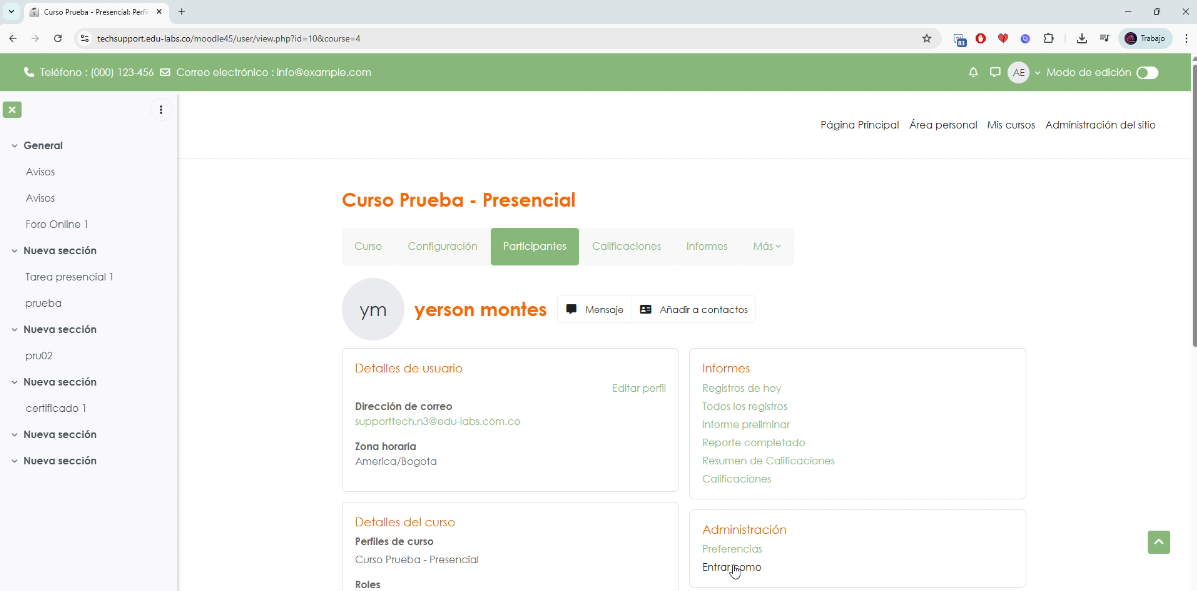 Curso Prueba - Presencial: Perfi
techsupport.edu-labs.co/moodle45/user/view.php?id=10&course=4
83
Trabajo
Teléfono : (000) 123-456 Correo electrónico : info@example.com
AE Modo de edición
Página Principal Área personal Mis cursos Administración del sitio
General
Avisos
Avisos
Foro Online 1
Nueva sección
Tarea presencial 1
prueba
Nueva sección
pru02
Nueva sección
certificado 1
Nueva sección
Nueva sección
Curso Prueba - Presencial
Curso Configuración Participantes Calificaciones Informes Más
ym yerson montes Mensaje Añadir a contactos
Detalles de usuario
Editar perfil
Dirección de correo
supporttech.n3@edu-labs.com.co
Zona horaria
America/Bogota
Detalles del curso
Perfiles de curso
Curso Prueba - Presencial
Roles
Informes
Registros de hoy
Todos los registros
Informe preliminar
Reporte completado
Resumen de Calificaciones
Calificaciones
Administración
Preferencias
Entrar como